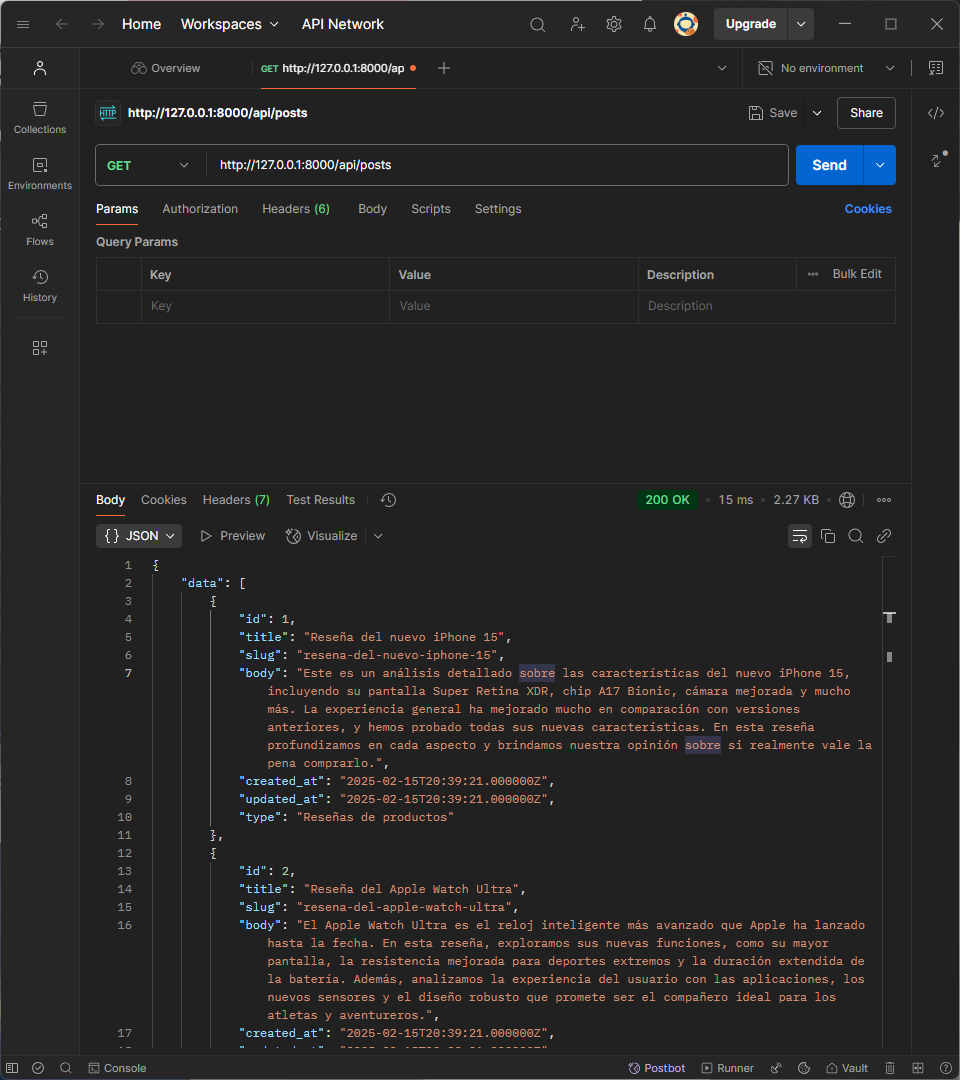 Home Workspaces API Network Upgrade
Overview GET http://127.0.0.1:8000/ap No environment
HTTP http://127.0.0.1:8000/api/posts Save Share
Collections
GET http://127.0.0.1:8000/api/posts Send
Environments
Params Authorization Headers (6) Body Scripts Settings Cookies
Flows
Query Params
Key Value Description Bulk Edit
History
Key Value Description
Body Cookies Headers (7) Test Results 200 OK 15 ms 2.27 KB
{} JSON Preview Visualize
1 {
2 "data": [
3 {
4 "id": 1,
5 "title": "Reseña del nuevo iPhone 15",
6 "slug": "resena-del-nuevo-iphone-15",
7 "body": "Este es un análisis detallado sobre las características del nuevo iPhone 15,
incluyendo su pantalla Super Retina XDR, chip A17 Bionic, cámara mejorada y mucho
más. La experiencia general ha mejorado mucho en comparación con versiones
anteriores, y hemos probado todas sus nuevas características. En esta reseña
profundizamos en cada aspecto y brindamos nuestra opinión sobre si realmente vale la
pena comprarlo.",
8 "created_at": "2025-02-15T20:39:21.000000Z",
9 "updated_at": "2025-02-15T20:39:21.000000Z",
10 "type": "Reseñas de productos"
11 },
12 {
13 "id": 2,
14 "title": "Reseña del Apple Watch Ultra",
15 "slug": "resena-del-apple-watch-ultra",
16 "body": "El Apple Watch Ultra es el reloj inteligente más avanzado que Apple ha lanzado
hasta la fecha. En esta reseña, exploramos sus nuevas funciones, como su mayor
pantalla, la resistencia mejorada para deportes extremos y la duración extendida de
la batería. Además, analizamos la experiencia del usuario con las aplicaciones, los
nuevos sensores y el diseño robusto que promete ser el compañero ideal para los
atletas y aventureros.",
17 "created_at": "2025-02-15T20:39:21.000000Z",
Console Postbot Runner Vault